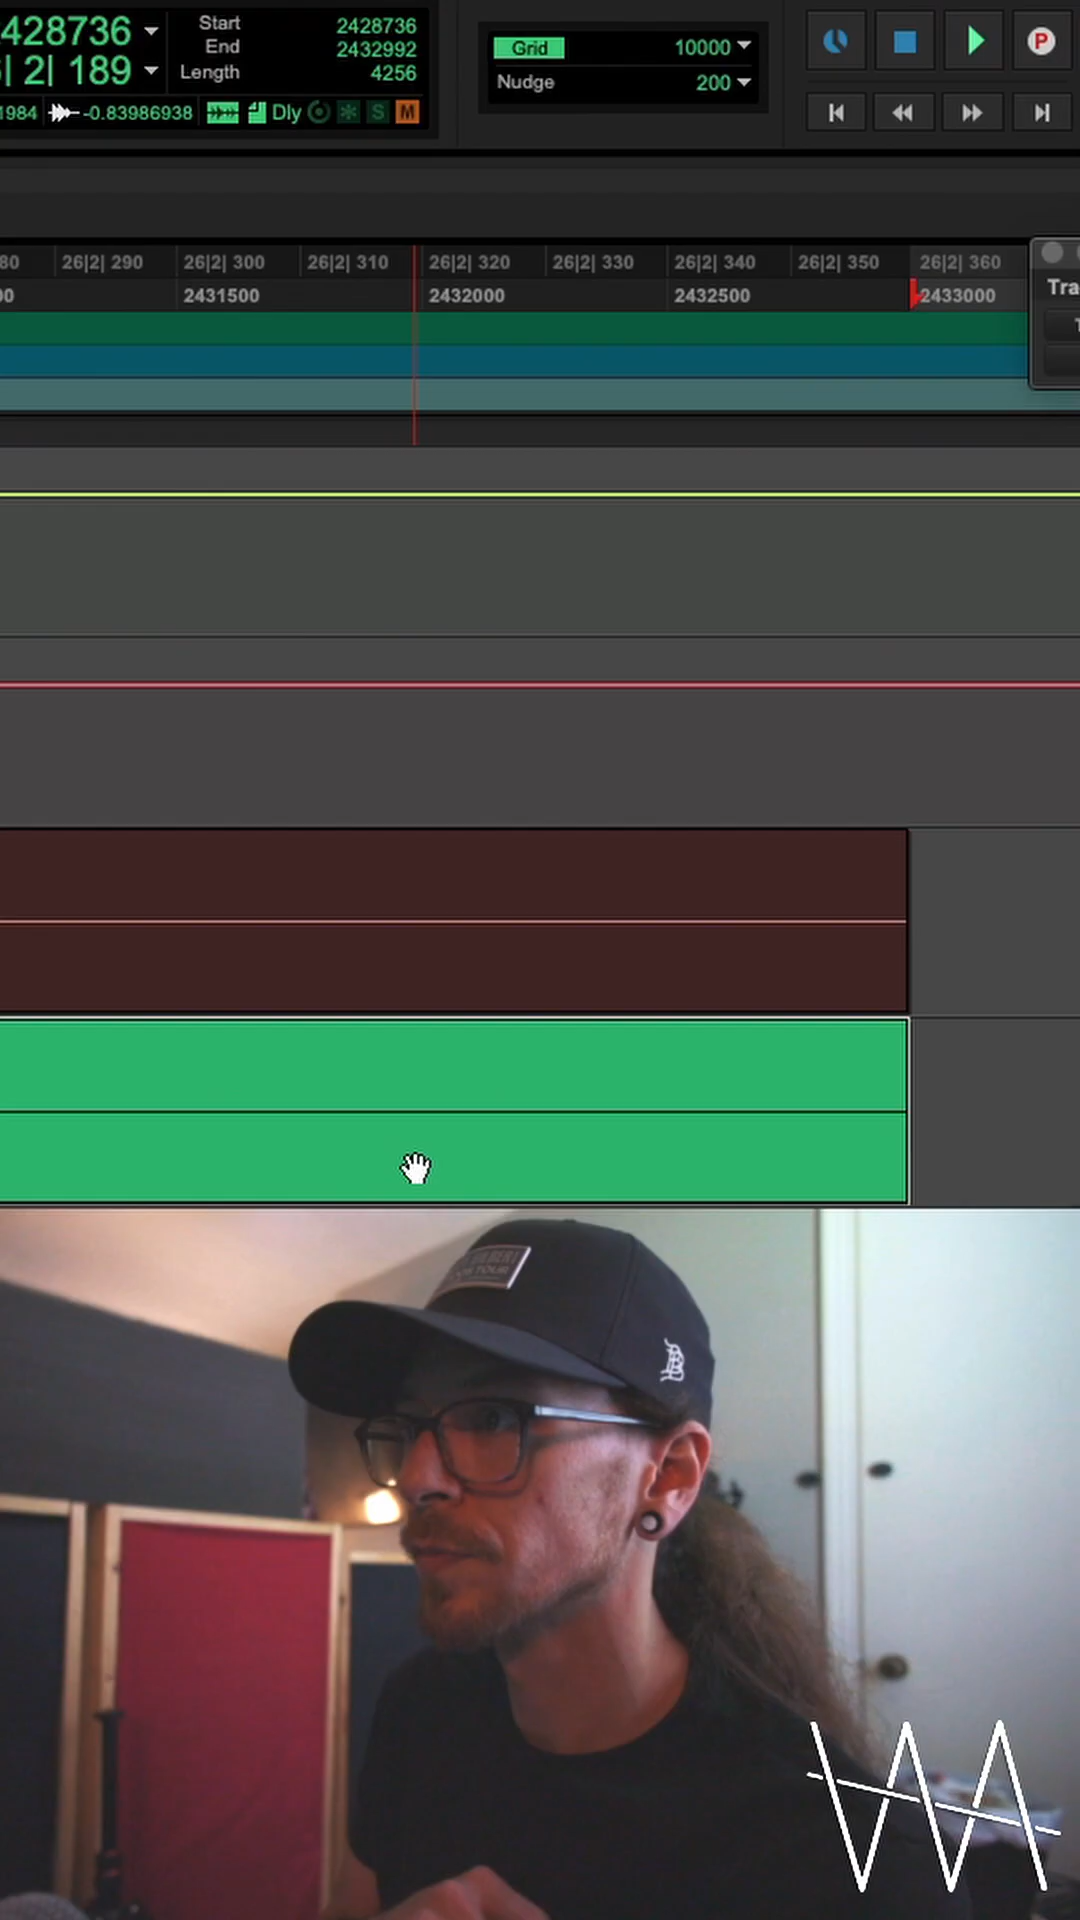 428736
Start 2428736
End 2432992
| 2| 189
Length 4256
1984 -0.83986938 Dly S M
Grid 10000
Nudge 200
P
80 26|2| 290 26|2| 300 26|2| 310 26|2| 320 26|2| 330 26|2| 340 26|2| 350 26|2| 360
00 2431500 2432000 2432500 2433000
Tra
TOUR